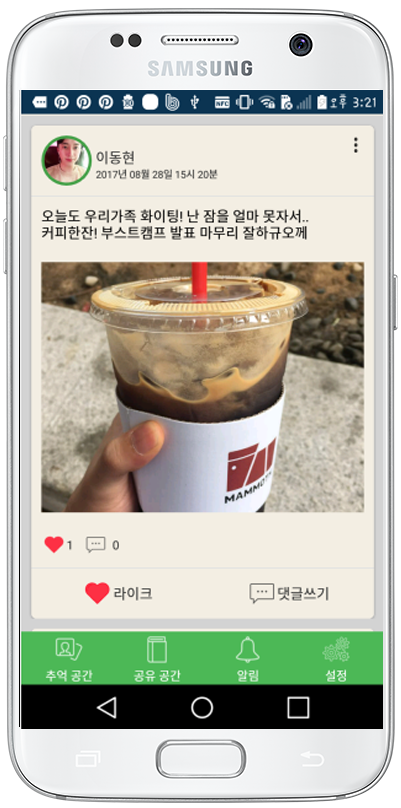 SAMSUNG
NFC 오후 3:21
이동현
2017년 08월 28일 15시 20분
오늘도 우리가족 화이팅! 난 잠을 얼마 못자서..
커피한잔! 부스트캠프 발표 마무리 잘하규오께
MAMMOTH
1 0
라이크 댓글쓰기
추억 공간 공유 공간 알림 설정